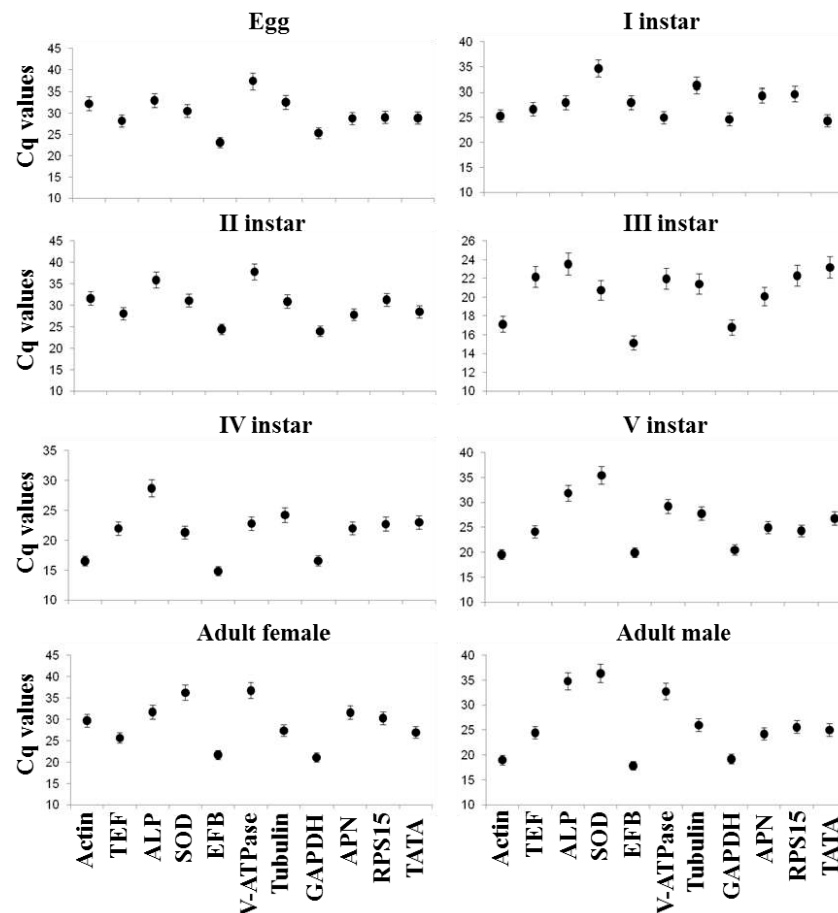 Egg
I instar
Cq values
45
40
35
30
25
20
15
10
40
35
30
25
20
15
10
II instar
III instar
Cq values
45
40
35
30
25
20
15
10
26
24
22
20
18
16
14
12
10
IV instar
V instar
Cq values
35
30
25
20
15
10
40
35
30
25
20
15
10
Adult female
Adult male
Cq values
45
40
35
30
25
20
15
10
40
35
30
25
20
15
10
Actin
TEF
ALP
SOD
EFB
V-ATPase
Tubulin
GAPDH
APN
RPS15
TATA
Actin
TEF
ALP
SOD
EFB
V-ATPase
Tubulin
GAPDH
APN
RPS15
TATA